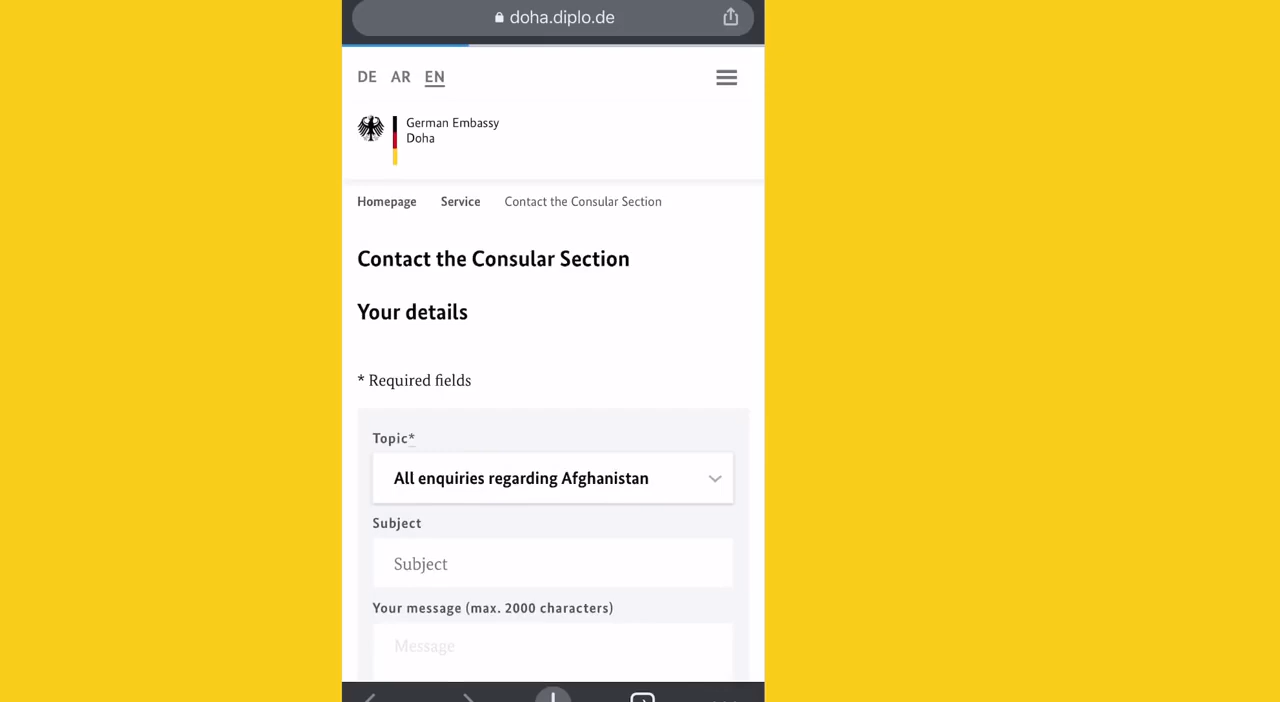 doha.diplo.de
DE AR EN
German Embassy
Doha
Homepage Service Contact the Consular Section
Contact the Consular Section
Your details
* Required fields
Topic*
All enquiries regarding Afghanistan
Subject
Subject
Your message (max. 2000 characters)
Message